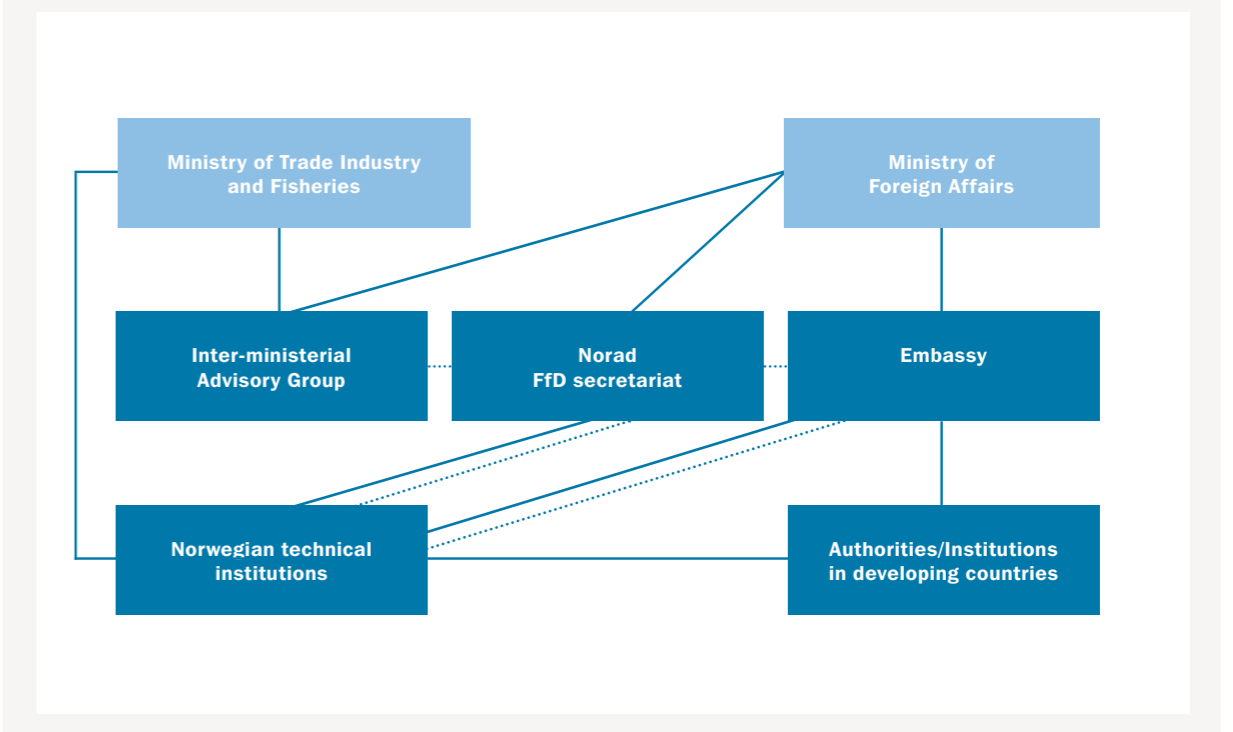 Ministry of Trade Industry
and Fisheries
Ministry of
Foreign Affairs
Inter-ministerial
Advisory Group
Norad
FfD secretariat
Embassy
Norwegian technical
institutions
Authorities/Institutions
in developing countries